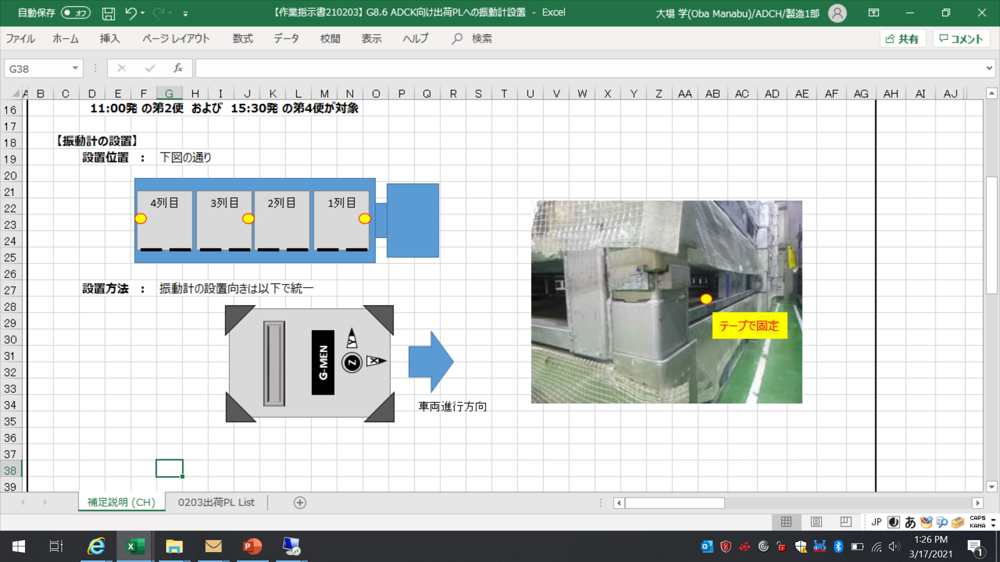 自動保存 オフ 【作業指示書210203】 G8.6 ADCK向け出荷PLへの振動計設置 - Excel 大場 学(Oba Manabu)/ADCH/製造1部
ファイル ホーム 挿入 ページ レイアウト 数式 データ 校閲 表示 ヘルプ 検索 共有 コメント
G38 fx
A B C D E F G H I J K L M N O P Q R S T U V W X Y Z AA AB AC AD AE AF AG AH AI AJ
16 11:00発 の第2便 および 15:30発 の第4便が対象
17
18 【振動計の設置】
19 設置位置 : 下図の通り
20
21 4列目 3列目 2列目 1列目
22
23
24
25
26
27 設置方法 : 振動計の設置向きは以下で統一
28
29 テープで固定
30 Y
31 G-MEN Z X
32
33
34 車両進行方向
35
36
37
38
39
補足説明 (CH) 0203出荷PL List
JP あ CAPS
KANA
1:26 PM
3/17/2021
1